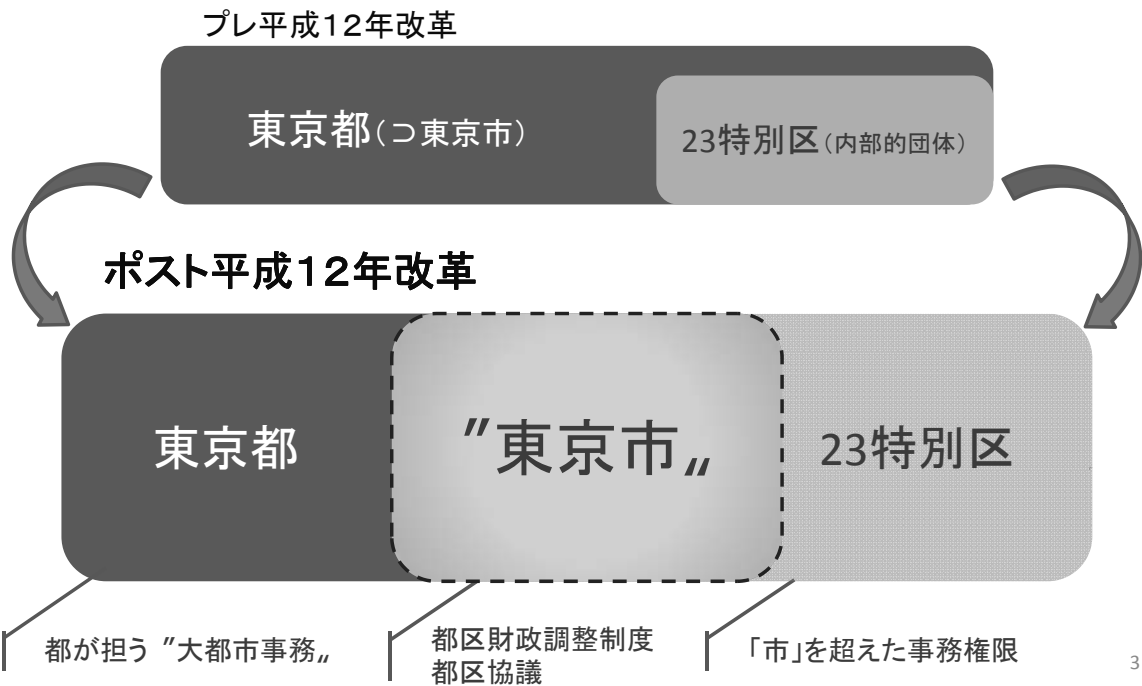 プレ平成12年改革
東京都(⊃東京市)
23特別区(内部的団体)
ポスト平成12年改革
東京都
〃東京市〃
23特別区
都が担う〃大都市事務〃
都区財政調整制度
都区協議
「市」を超えた事務権限
3